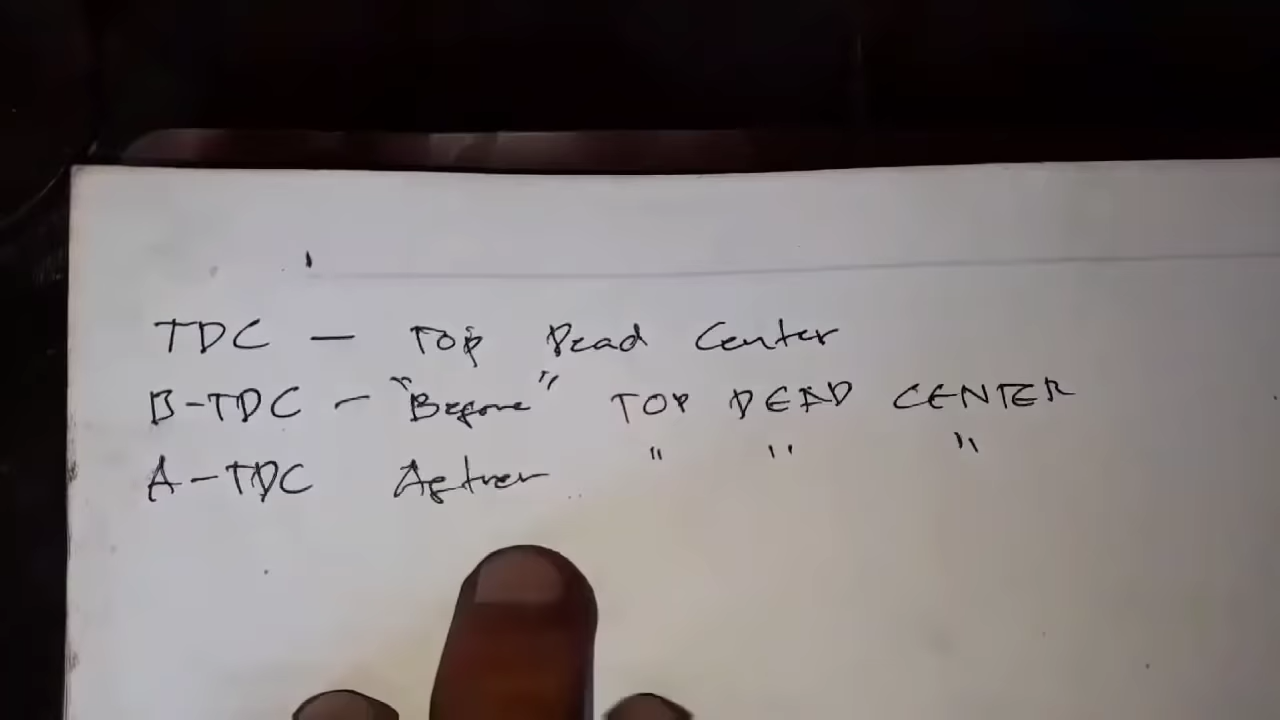 TDC — Top Dead Center
B-TDC — "Before" TOP DEAD CENTER
A-TDC After " " "